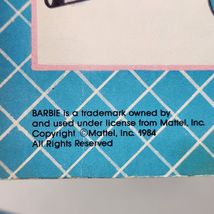 BARBIE is a trademark owned by
and used under license from Mattel, Inc.
Copyright ©Mattel, Inc. 1984
All Rights Reserved